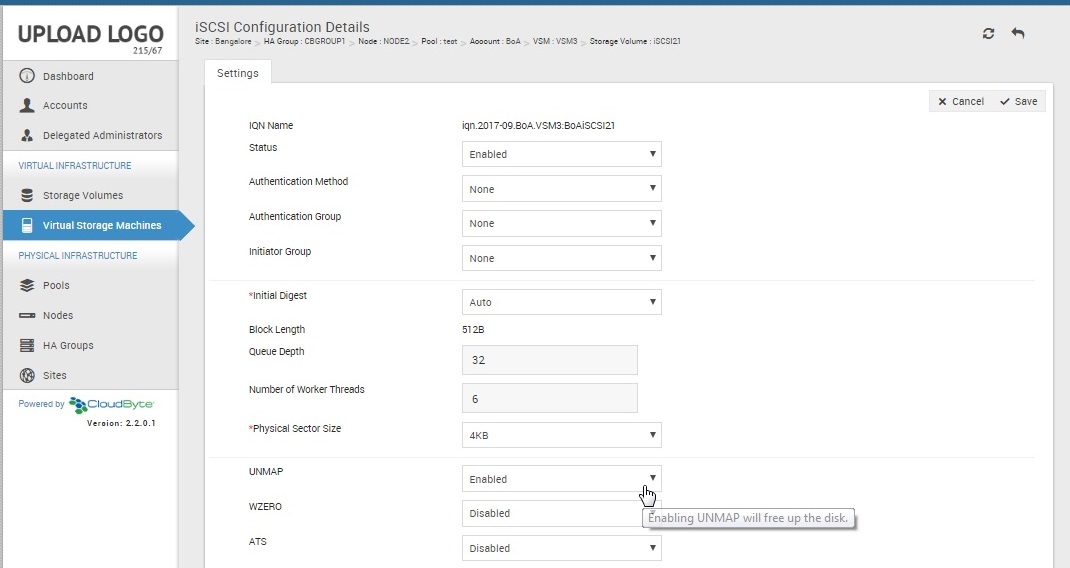 UPLOAD LOGO
215/67
Dashboard
Accounts
Delegated Administrators
VIRTUAL INFRASTRUCTURE
Storage Volumes
Virtual Storage Machines
PHYSICAL INFRASTRUCTURE
Pools
Nodes
HA Groups
Sites
Powered by CloudByte
Version: 2.2.0.1
iSCSI Configuration Details
Site : Bangalore > HA Group : CBGROUP1 > Node : NODE2 > Pool : test > Account : BoA > VSM : VSM3 > Storage Volume : iSCSI21
Settings
Cancel Save
IQN Name iqn.2017-09.BoA.VSM3:BoAiSCSI21
Status Enabled
Authentication Method None
Authentication Group None
Initiator Group None
*Initial Digest Auto
Block Length 512B
Queue Depth 32
Number of Worker Threads 6
*Physical Sector Size 4KB
UNMAP Enabled
WZERO Disabled
Enabling UNMAP will free up the disk.
ATS Disabled